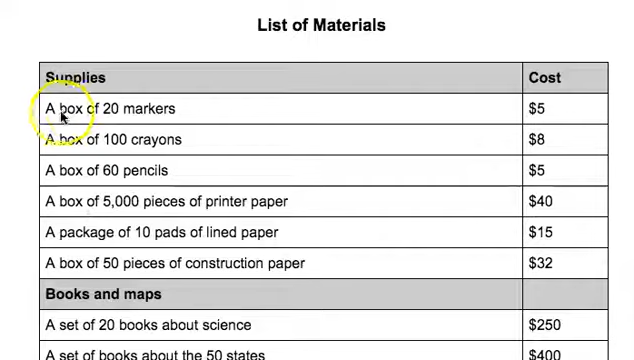 List of Materials
Supplies Cost
A box of 20 markers $5
A box of 100 crayons $8
A box of 60 pencils $5
A box of 5,000 pieces of printer paper $40
A package of 10 pads of lined paper $15
A box of 50 pieces of construction paper $32
Books and maps
A set of 20 books about science $250
A set of books about the 50 states $400